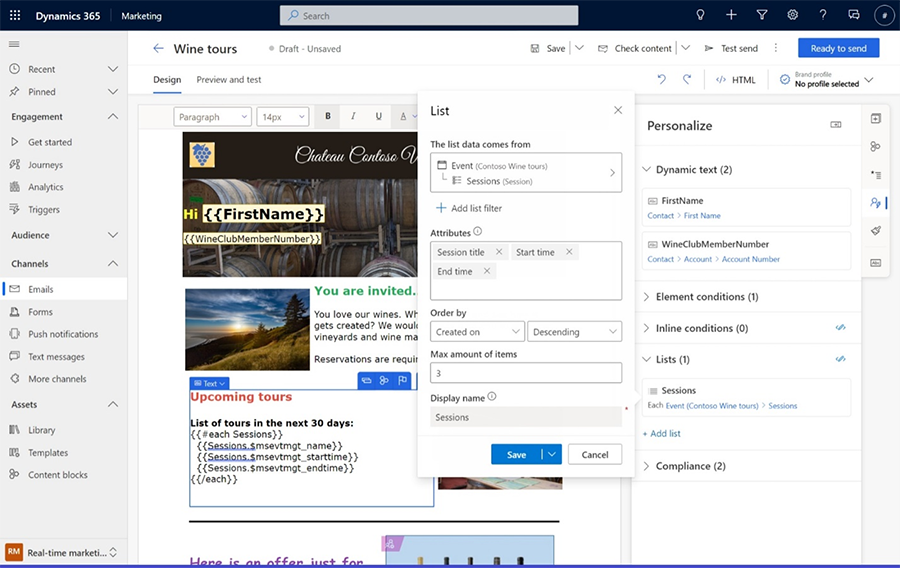 Dynamics 365
Marketing
Search
#
Wine tours
Draft - Unsaved
Save
Check content
Test send
Ready to send
Design
Preview and test
HTML
Brand profile
No profile selected
Recent
Pinned
Engagement
Get started
Journeys
Analytics
Triggers
Audience
Channels
Emails
Forms
Push notifications
Text messages
More channels
Assets
Library
Templates
Content blocks
RM
Real-time marketi...
Paragraph
14px
B
I
U
A
Chateau Contoso
Hi {{FirstName}}
{{WineClubMemberNumber}}
You are invited.
You love our wines. Wh
gets created? We would
vineyards and wine ma
Reservations are requir
Text
Upcoming tours
List of tours in the next 30 days:
{{#each Sessions}}
{{Sessions.$msevtmgt_name}}
{{Sessions.$msevtmgt_starttime}}
{{Sessions.$msevtmgt_endtime}}
{{/each}}
Here is an offer just for
List
The list data comes from
Event (Contoso Wine tours)
Sessions (Session)
Add list filter
Attributes
Session title
Start time
End time
Order by
Created on
Descending
Max amount of items
3
Display name
*
Sessions
Save
Cancel
Personalize
Dynamic text (2)
FirstName
Contact > First Name
WineClubMemberNumber
Contact > Account > Account Number
Element conditions (1)
Inline conditions (0)
Lists (1)
Sessions
Each Event (Contoso Wine tours) > Sessions
+ Add list
Compliance (2)